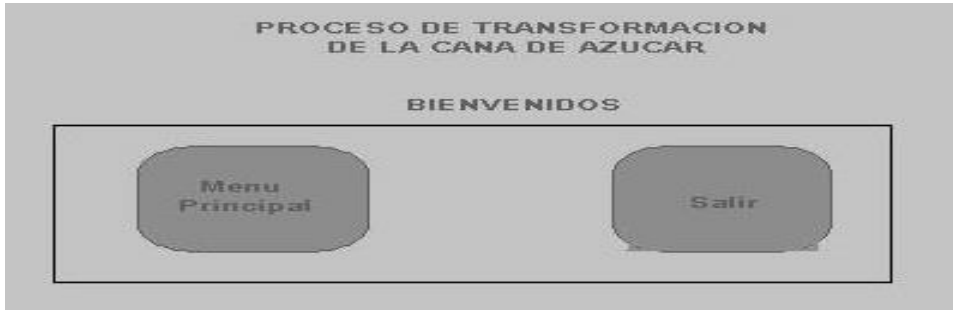 PROCESO DE TRANSFORMACION
DE LA CANA DE AZUCAR
BIENVENIDOS
Menu
Principal
Salir